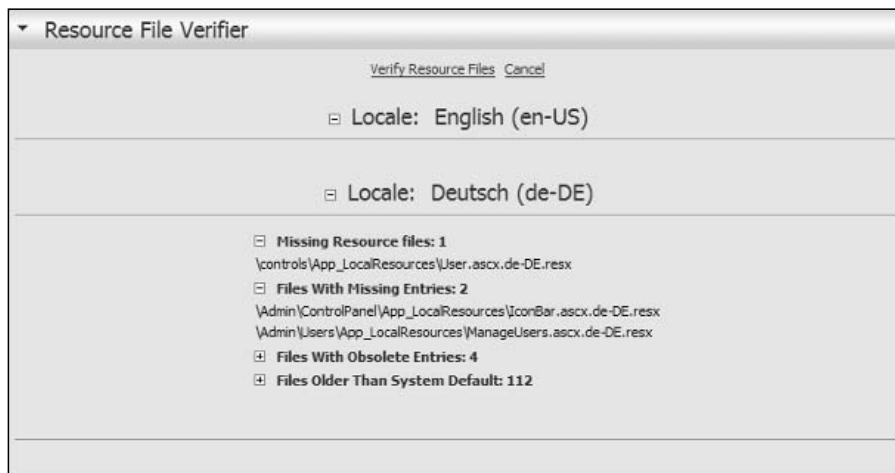 Resource File Verifier
Verify Resource Files Cancel
Locale: English (en-US)
Locale: Deutsch (de-DE)
Missing Resource files: 1
\controls\App_LocalResources\User.ascx.de-DE.resx
Files With Missing Entries: 2
\Admin\ControlPanel\App_LocalResources\IconBar.ascx.de-DE.resx
\Admin\Users\App_LocalResources\ManageUsers.ascx.de-DE.resx
Files With Obsolete Entries: 4
Files Older Than System Default: 112